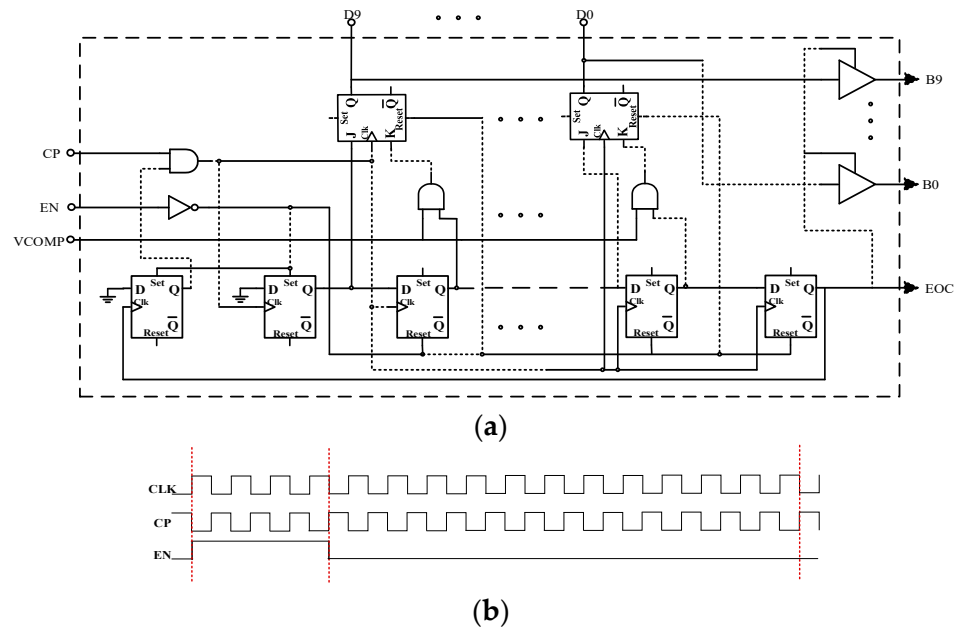 D9 D0
Q Q̅ Q Q̅
Set Reset Set Reset
J Clk K J Clk K
B9
CP
B0
EN
VCOMP
D Set Q D Set Q D Set Q D Set Q D Set Q
Clk Clk Clk Clk Clk
Q̅ Q̅ Q̅ Q̅ Q̅
Reset Reset Reset Reset Reset
EOC
(a)
CLK
CP
EN
(b)